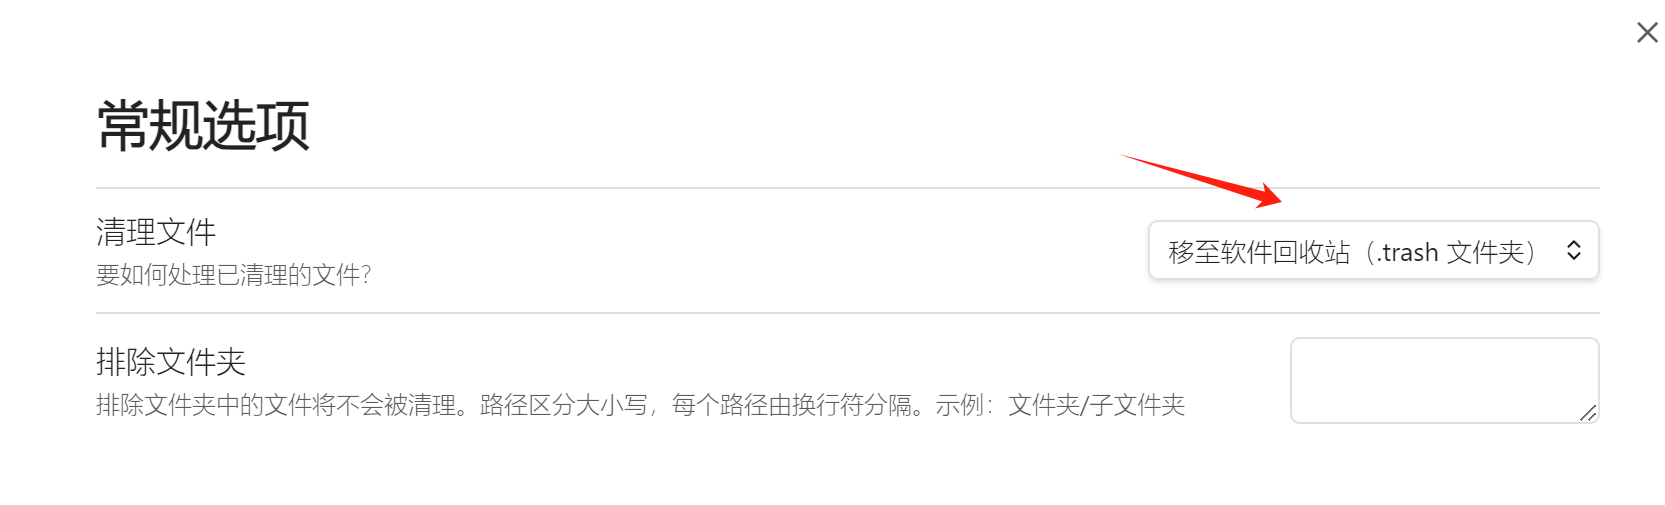 常规选项
清理文件
要如何处理已清理的文件?
移至软件回收站（.trash 文件夹）
排除文件夹
排除文件夹中的文件将不会被清理。路径区分大小写，每个路径由换行符分隔。示例：文件夹/子文件夹